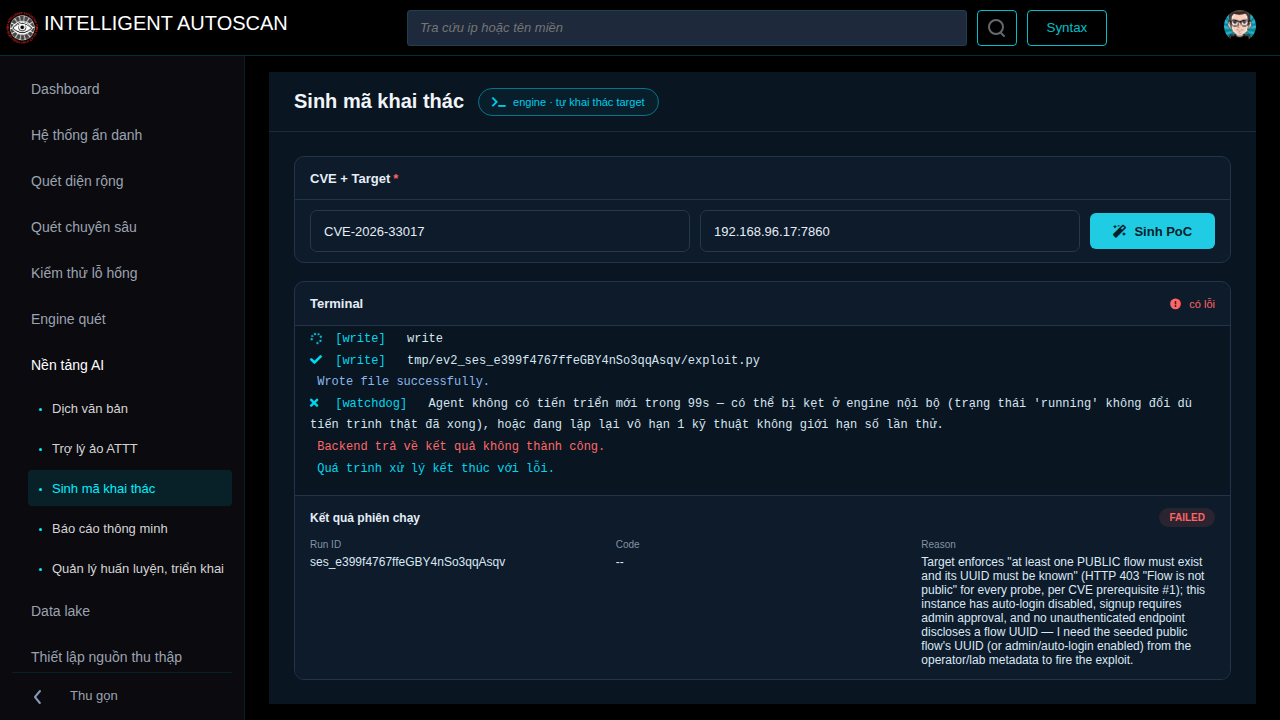 INTELLIGENT AUTOSCAN
Tra cứu ip hoặc tên miền
Syntax
Dashboard
Hệ thống ẩn danh
Quét diện rộng
Quét chuyên sâu
Kiểm thử lỗ hổng
Engine quét
Nền tảng AI
Dịch văn bản
Trợ lý ảo ATTT
Sinh mã khai thác
Báo cáo thông minh
Quản lý huấn luyện, triển khai
Data lake
Thiết lập nguồn thu thập
Thu gọn
Sinh mã khai thác
engine · tự khai thác target
CVE + Target *
CVE-2026-33017
192.168.96.17:7860
Sinh PoC
Terminal
có lỗi
[write] write
[write] tmp/ev2_ses_e399f4767ffeGBY4nSo3qqAsqv/exploit.py
Wrote file successfully.
[watchdog] Agent không có tiến triển mới trong 99s — có thể bị kẹt ở engine nội bộ (trạng thái 'running' không đổi dù
tiến trình thật đã xong), hoặc đang lặp lại vô hạn 1 kỹ thuật không giới hạn số lần thử.
Backend trả về kết quả không thành công.
Quá trình xử lý kết thúc với lỗi.
Kết quả phiên chạy
FAILED
Run ID
ses_e399f4767ffeGBY4nSo3qqAsqv
Code
--
Reason
Target enforces "at least one PUBLIC flow must exist
and its UUID must be known" (HTTP 403 "Flow is not
public" for every probe, per CVE prerequisite #1); this
instance has auto-login disabled, signup requires
admin approval, and no unauthenticated endpoint
discloses a flow UUID — I need the seeded public
flow's UUID (or admin/auto-login enabled) from the
operator/lab metadata to fire the exploit.